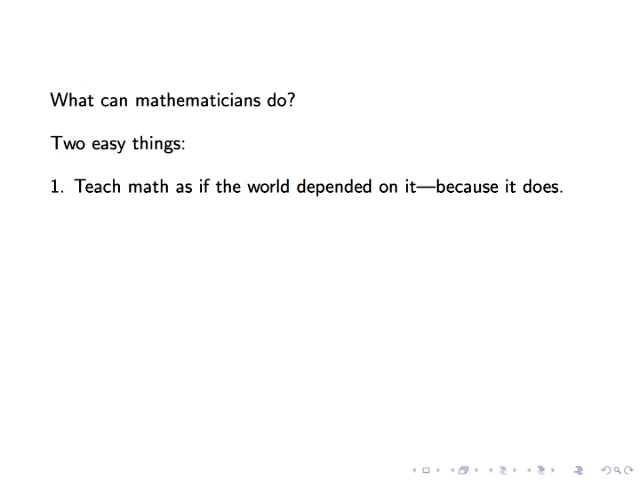 What can mathematicians do?
Two easy things:
1. Teach math as if the world depended on it—because it does.